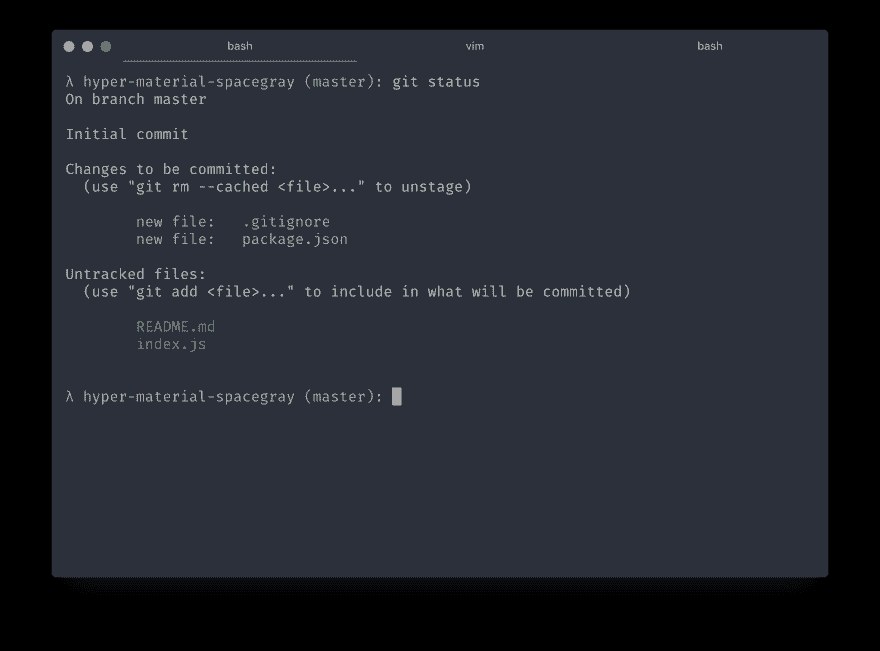 bash vim bash
λ hyper-material-spacegray (master): git status
On branch master
Initial commit
Changes to be committed:
  (use "git rm --cached <file>..." to unstage)
        new file:   .gitignore
        new file:   package.json
Untracked files:
  (use "git add <file>..." to include in what will be committed)
        README.md
        index.js
λ hyper-material-spacegray (master):